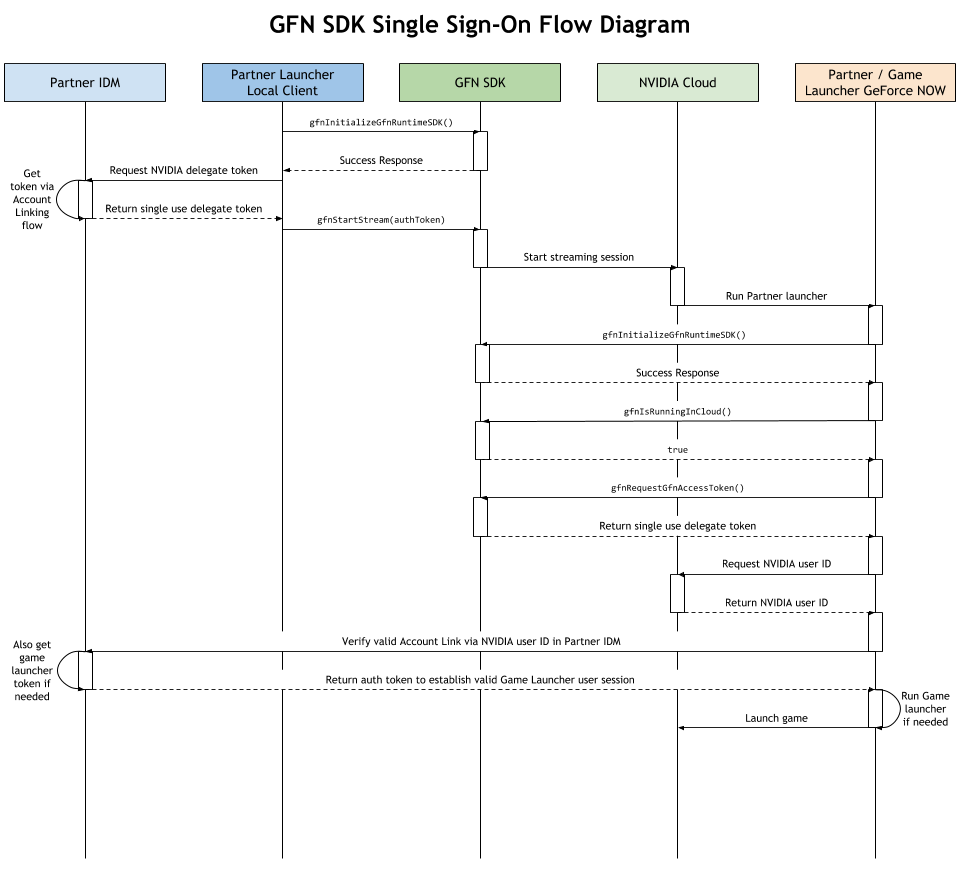 GFN SDK Single Sign-On Flow Diagram
Partner IDM
Partner Launcher
Local Client
GFN SDK
NVIDIA Cloud
Partner / Game
Launcher GeForce NOW
gfnInitializeGfnRuntimeSDK()
Success Response
Request NVIDIA delegate token
Get
token via
Account
Linking
flow
Return single use delegate token
gfnStartStream(authToken)
Start streaming session
Run Partner launcher
gfnInitializeGfnRuntimeSDK()
Success Response
gfnIsRunningInCloud()
true
gfnRequestGfnAccessToken()
Return single use delegate token
Request NVIDIA user ID
Return NVIDIA user ID
Verify valid Account Link via NVIDIA user ID in Partner IDM
Also get
game
launcher
token if
needed
Return auth token to establish valid Game Launcher user session
Run Game
launcher
if needed
Launch game